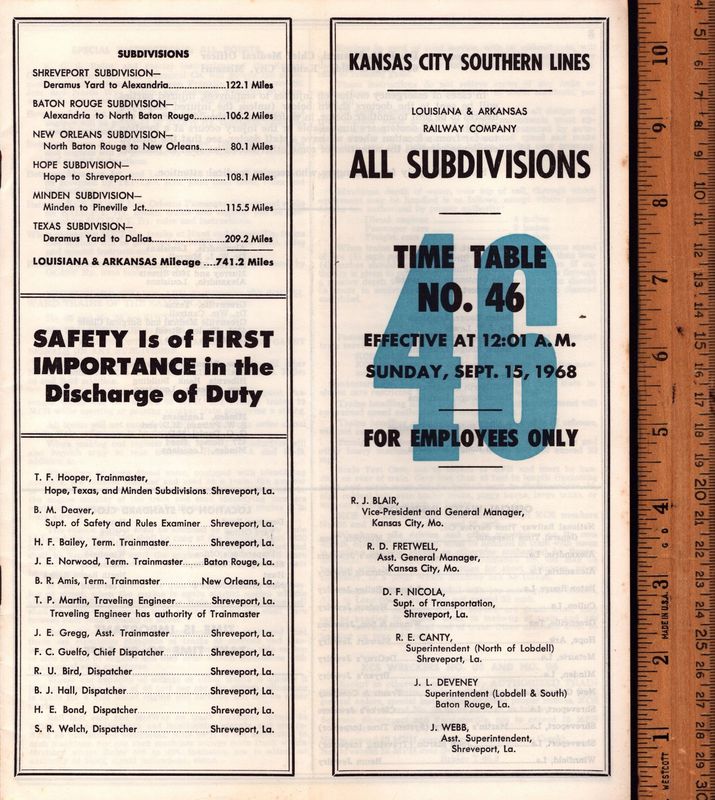 SUBDIVISIONS
SHREVEPORT SUBDIVISION—
Deramus Yard to Alexandria....................122.1 Miles
BATON ROUGE SUBDIVISION—
Alexandria to North Baton Rouge...........106.2 Miles
NEW ORLEANS SUBDIVISION—
North Baton Rouge to New Orleans......... 80.1 Miles
HOPE SUBDIVISION—
Hope to Shreveport.................................108.1 Miles
MINDEN SUBDIVISION—
Minden to Pineville Jct............................115.5 Miles
TEXAS SUBDIVISION—
Deramus Yard to Dallas..........................209.2 Miles
LOUISIANA & ARKANSAS Mileage ....741.2 Miles
SAFETY Is of FIRST
IMPORTANCE in the
Discharge of Duty
T. F. Hooper, Trainmaster,
Hope, Texas, and Minden Subdivisions Shreveport, La.
B. M. Deaver,
Supt. of Safety and Rules Examiner...Shreveport, La.
H. F. Bailey, Term. Trainmaster............Shreveport, La.
J. E. Norwood, Term. Trainmaster......Baton Rouge, La.
B. R. Amis, Term. Trainmaster............New Orleans, La.
T. P. Martin, Traveling Engineer...........Shreveport, La.
Traveling Engineer has authority of Trainmaster
J. E. Gregg, Asst. Trainmaster............Shreveport, La.
F. C. Guelfo, Chief Dispatcher............Shreveport, La.
R. U. Bird, Dispatcher.......................Shreveport, La.
B. J. Hall, Dispatcher.......................Shreveport, La.
H. E. Bond, Dispatcher.....................Shreveport, La.
S. R. Welch, Dispatcher....................Shreveport, La.
KANSAS CITY SOUTHERN LINES
LOUISIANA & ARKANSAS
RAILWAY COMPANY
ALL SUBDIVISIONS
46
TIME TABLE
NO. 46
EFFECTIVE AT 12:01 A.M.
SUNDAY, SEPT. 15, 1968
FOR EMPLOYEES ONLY
R. J. BLAIR,
Vice-President and General Manager,
Kansas City, Mo.
R. D. FRETWELL,
Asst. General Manager,
Kansas City, Mo.
D. F. NICOLA,
Supt. of Transportation,
Shreveport, La.
R. E. CANTY,
Superintendent (North of Lobdell)
Shreveport, La.
J. L. DEVENEY
Superintendent (Lobdell & South)
Baton Rouge, La.
J. WEBB,
Asst. Superintendent,
Shreveport, La.
WESTCOTT
MADE IN U.S.A.
1 2 3 4 5 6 7 8 9 10